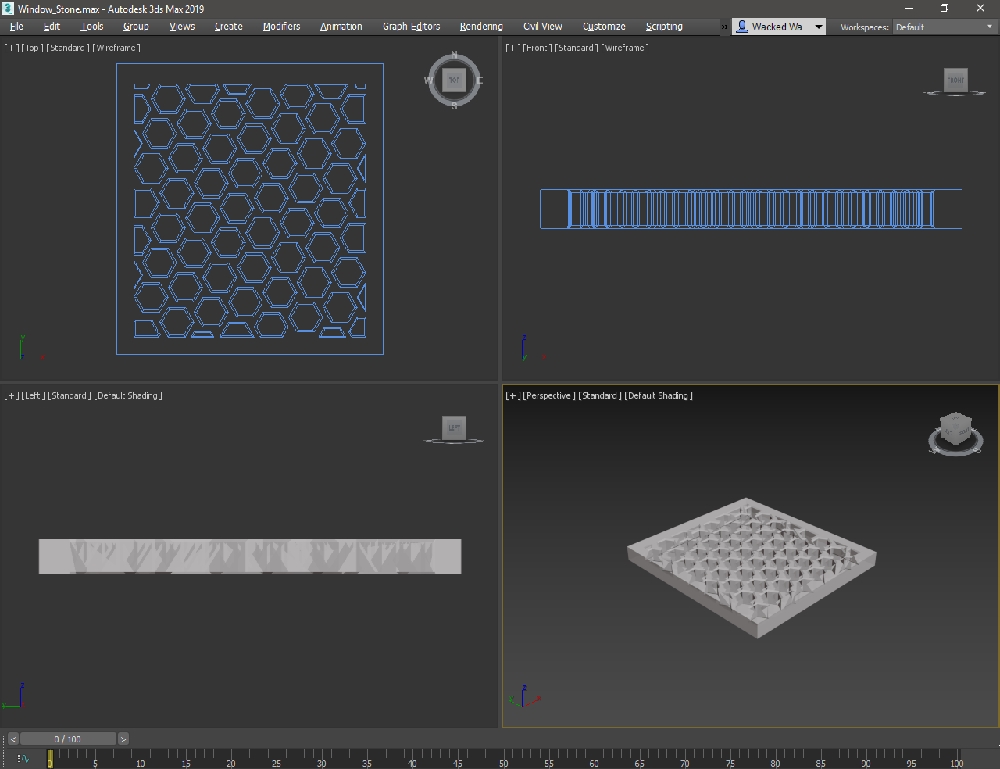 Window_Stone.max - Autodesk 3ds Max 2019
File Edit Tools Group Views Create Modifiers Animation Graph Editors Rendering Civil View Customize Scripting » Wacked Wa Workspaces: Default
[+] [Top] [Standard] [Wireframe]
[+] [Front] [Standard] [Wireframe]
N
W TOP E
S
FRONT
y
x
z
y x
[+] [Left] [Standard] [Default Shading]
[+] [Perspective] [Standard] [Default Shading]
LEFT
z
y
z
< 0 / 100 >
0 5 10 15 20 25 30 35 40 45 50 55 60 65 70 75 80 85 90 95 100